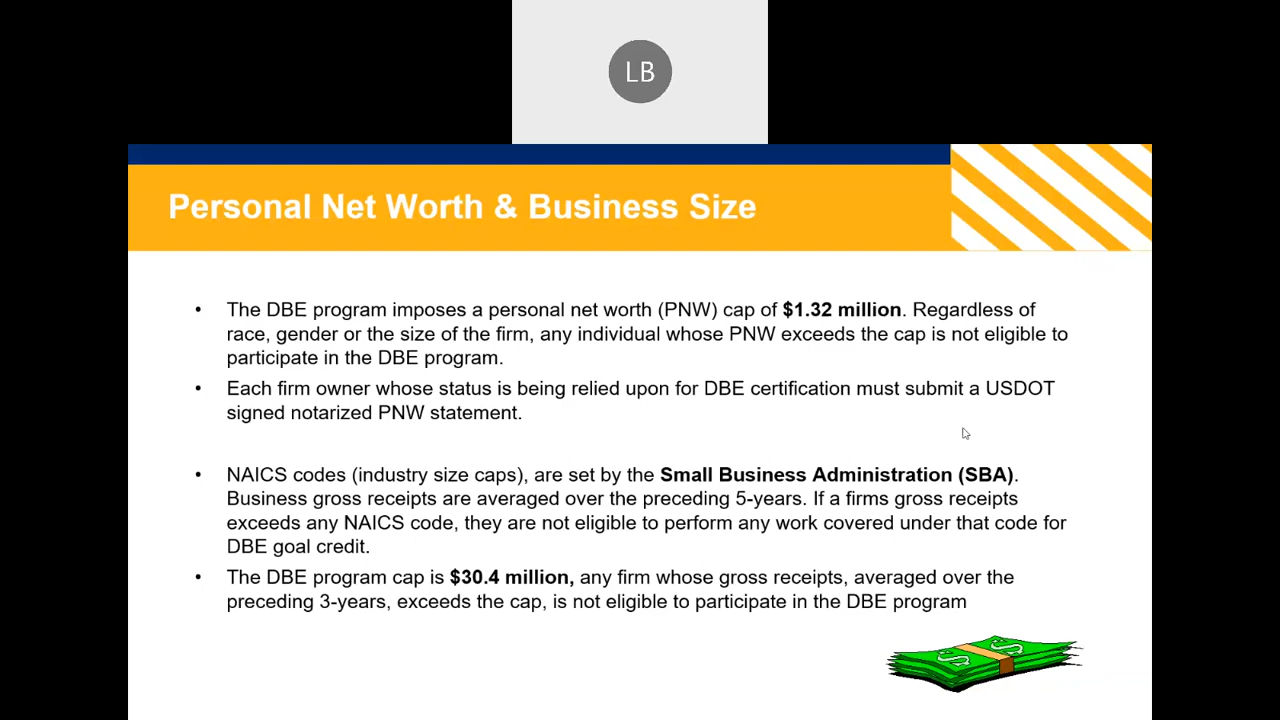 LB
Personal Net Worth & Business Size
• The DBE program imposes a personal net worth (PNW) cap of $1.32 million. Regardless of
race, gender or the size of the firm, any individual whose PNW exceeds the cap is not eligible to
participate in the DBE program.
• Each firm owner whose status is being relied upon for DBE certification must submit a USDOT
signed notarized PNW statement.
• NAICS codes (industry size caps), are set by the Small Business Administration (SBA).
Business gross receipts are averaged over the preceding 5-years. If a firms gross receipts
exceeds any NAICS code, they are not eligible to perform any work covered under that code for
DBE goal credit.
• The DBE program cap is $30.4 million, any firm whose gross receipts, averaged over the
preceding 3-years, exceeds the cap, is not eligible to participate in the DBE program
$ $